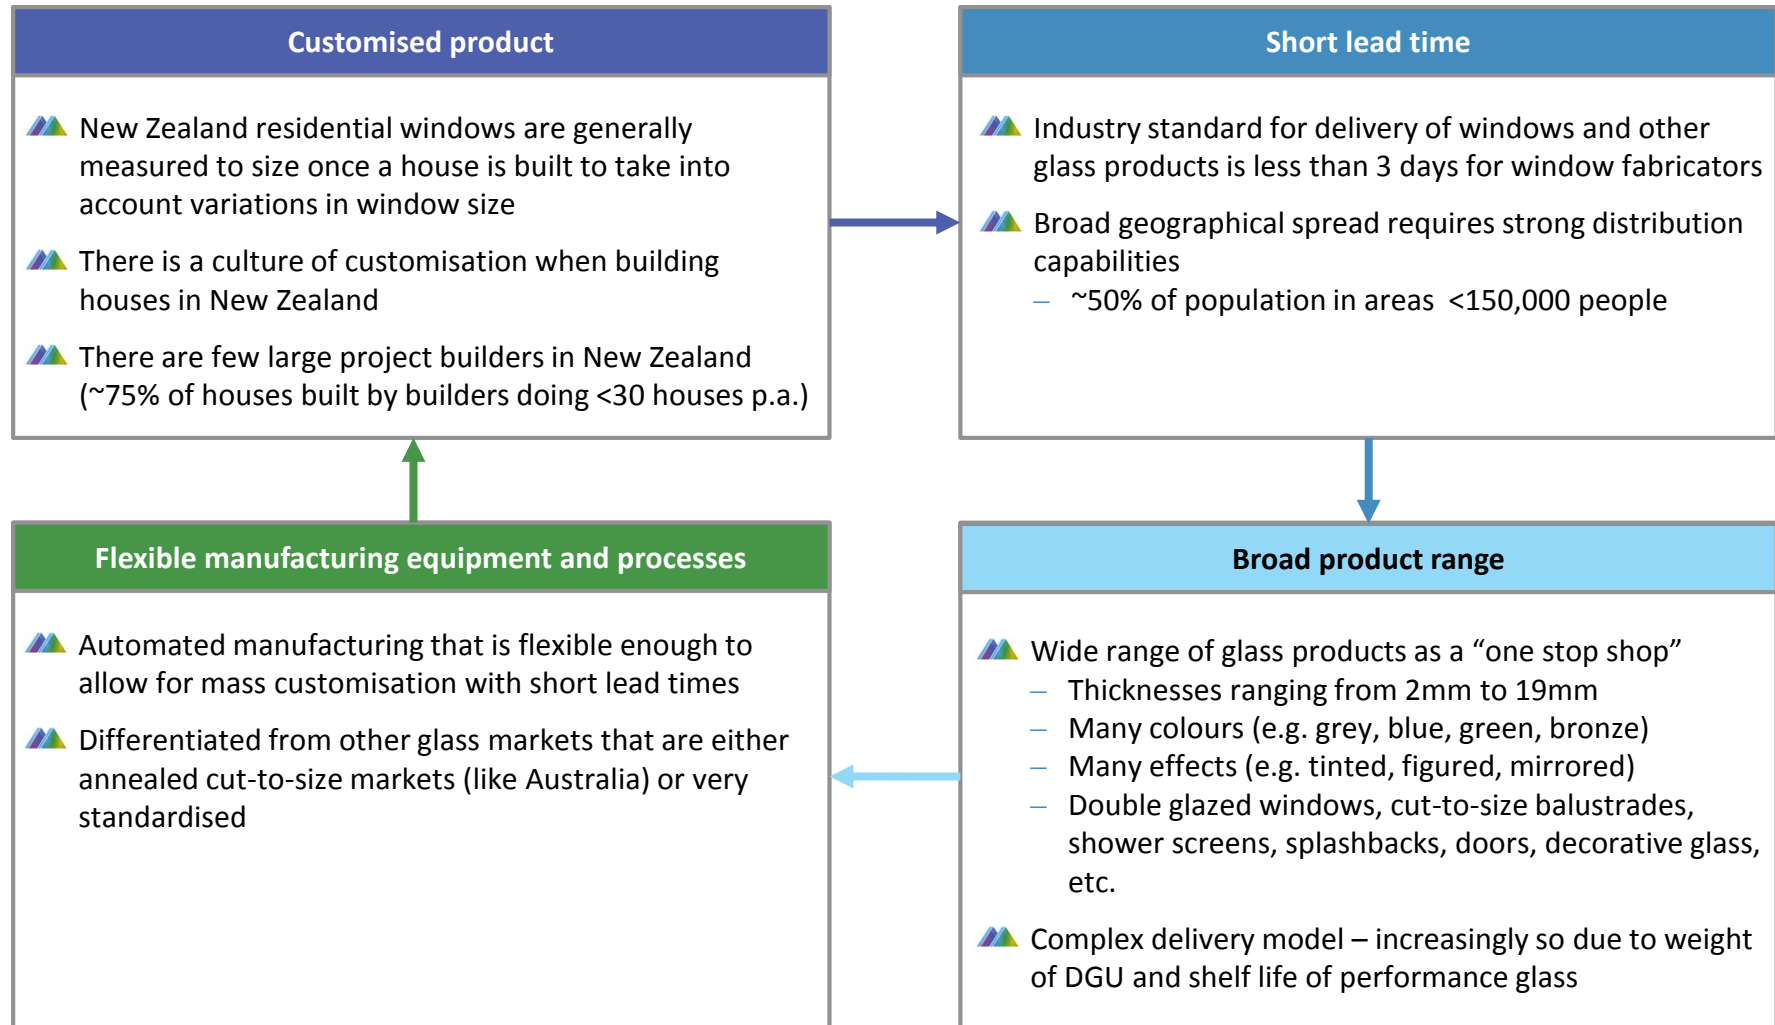 Customised product
New Zealand residential windows are generally
measured to size once a house is built to take into
account variations in window size
There is a culture of customisation when building
houses in New Zealand
There are few large project builders in New Zealand
(~75% of houses built by builders doing <30 houses p.a.)
Short lead time
Industry standard for delivery of windows and other
glass products is less than 3 days for window fabricators
Broad geographical spread requires strong distribution
capabilities
– ~50% of population in areas <150,000 people
Flexible manufacturing equipment and processes
Automated manufacturing that is flexible enough to
allow for mass customisation with short lead times
Differentiated from other glass markets that are either
annealed cut-to-size markets (like Australia) or very
standardised
Broad product range
Wide range of glass products as a “one stop shop”
– Thicknesses ranging from 2mm to 19mm
– Many colours (e.g. grey, blue, green, bronze)
– Many effects (e.g. tinted, figured, mirrored)
– Double glazed windows, cut-to-size balustrades,
shower screens, splashbacks, doors, decorative glass,
etc.
Complex delivery model – increasingly so due to weight
of DGU and shelf life of performance glass